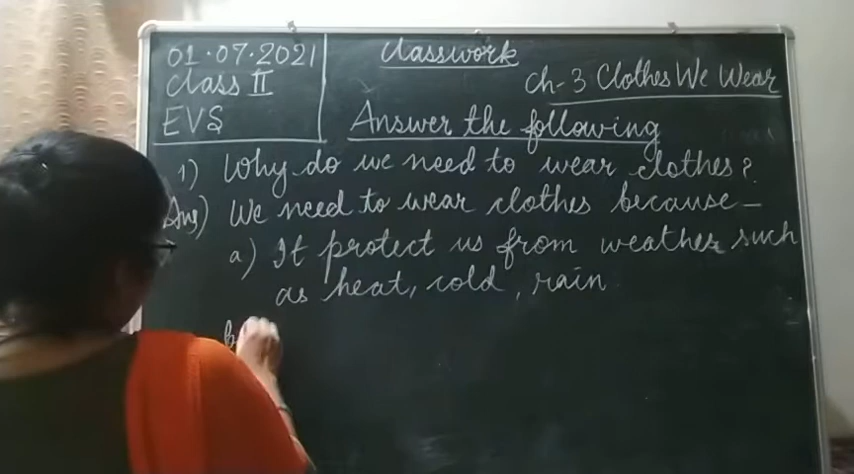 01.07.2021
Class II
EVS
Classwork
Ch-3 Clothes We Wear
Answer the following
1) Why do we need to wear clothes?
Ans) We need to wear clothes because –
a) It protect us from weather such
as heat, cold, rain
b